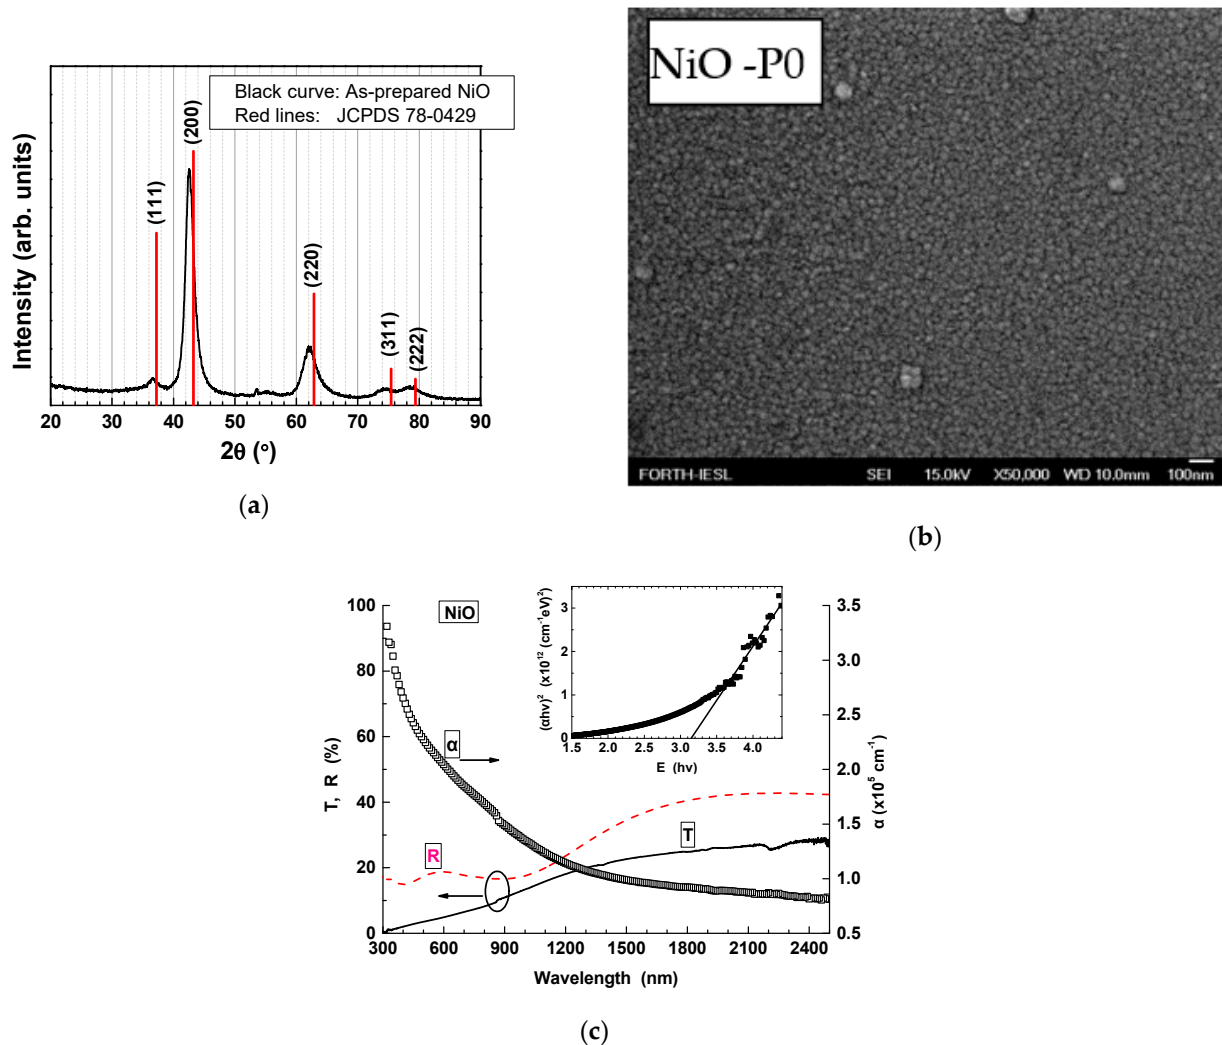 Black curve: As-prepared NiO
Red lines: JCPDS 78-0429
(111)
(200)
(220)
(311)
(222)
Intensity (arb. units)
20 30 40 50 60 70 80 90
2θ (°)
(a)
NiO -P0
FORTH-IESL SEI 15.0kV X50,000 WD 10.0mm 100nm
(b)
NiO
100
80
60
40
20
0
T, R (%)
300 600 900 1200 1500 1800 2100 2400
Wavelength (nm)
3.5
3.0
2.5
2.0
1.5
1.0
0.5
α (x10⁵ cm⁻¹)
α
R
T
3
2
1
0
(αhν)² (x10¹² (cm⁻¹eV)²)
1.5 2.0 2.5 3.0 3.5 4.0
E (hν)
(c)